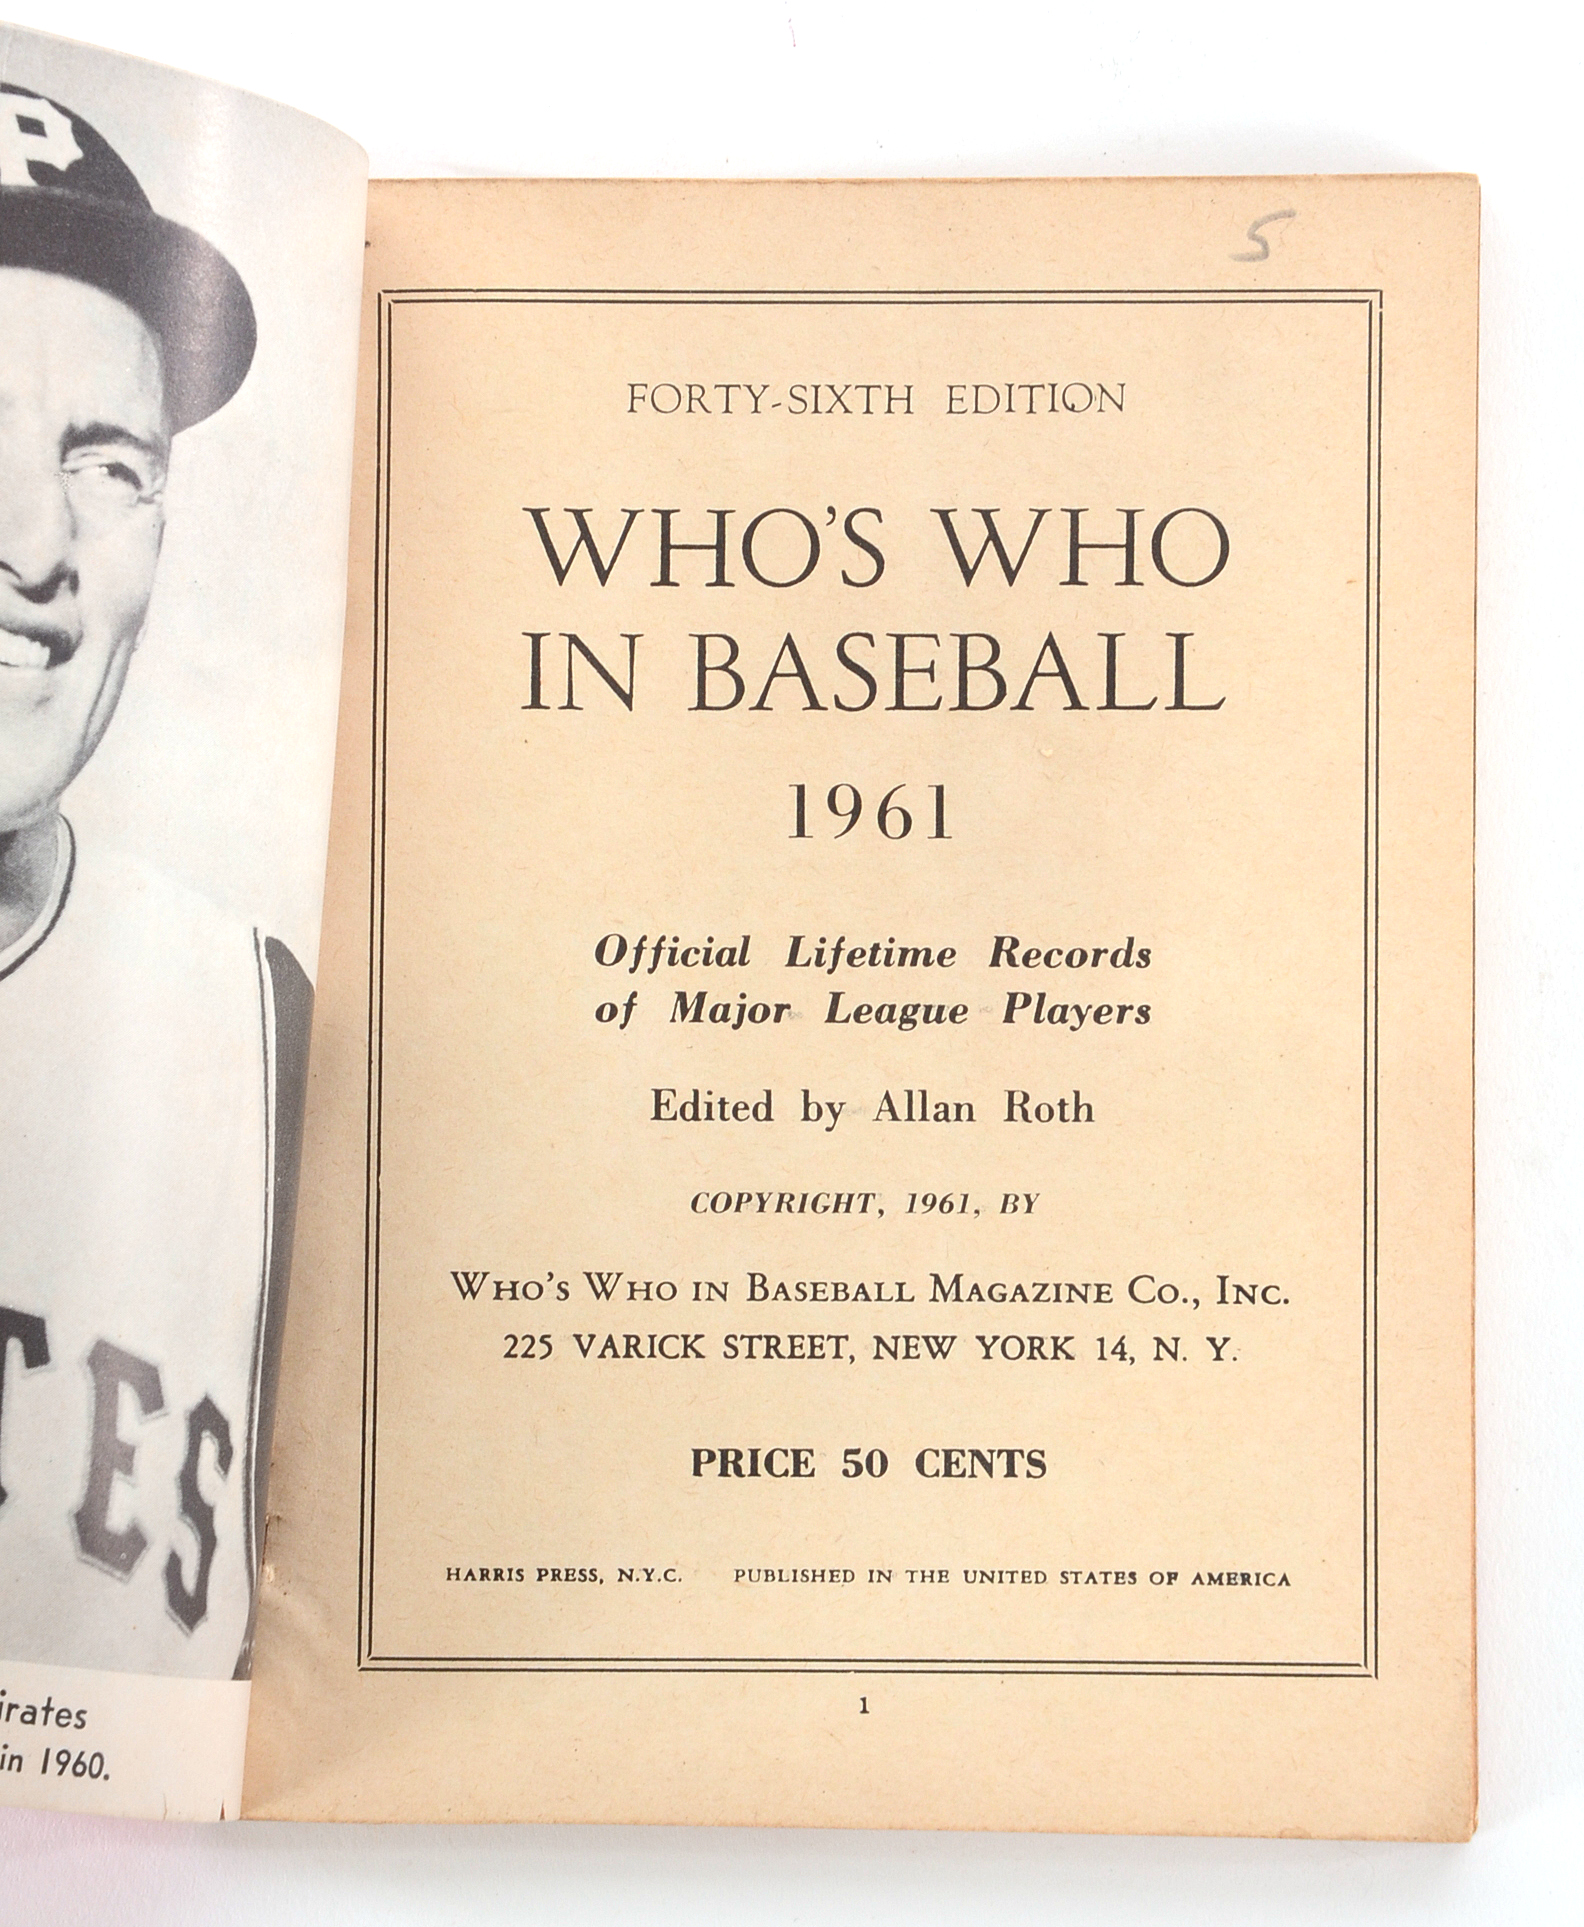 P
TES
irates
in 1960.
5
FORTY-SIXTH EDITION
WHO'S WHO
IN BASEBALL
1961
Official Lifetime Records
of Major League Players
Edited by Allan Roth
COPYRIGHT, 1961, BY
WHO'S WHO IN BASEBALL MAGAZINE CO., INC.
225 VARICK STREET, NEW YORK 14, N. Y.
PRICE 50 CENTS
HARRIS PRESS, N.Y.C. PUBLISHED IN THE UNITED STATES OF AMERICA
1